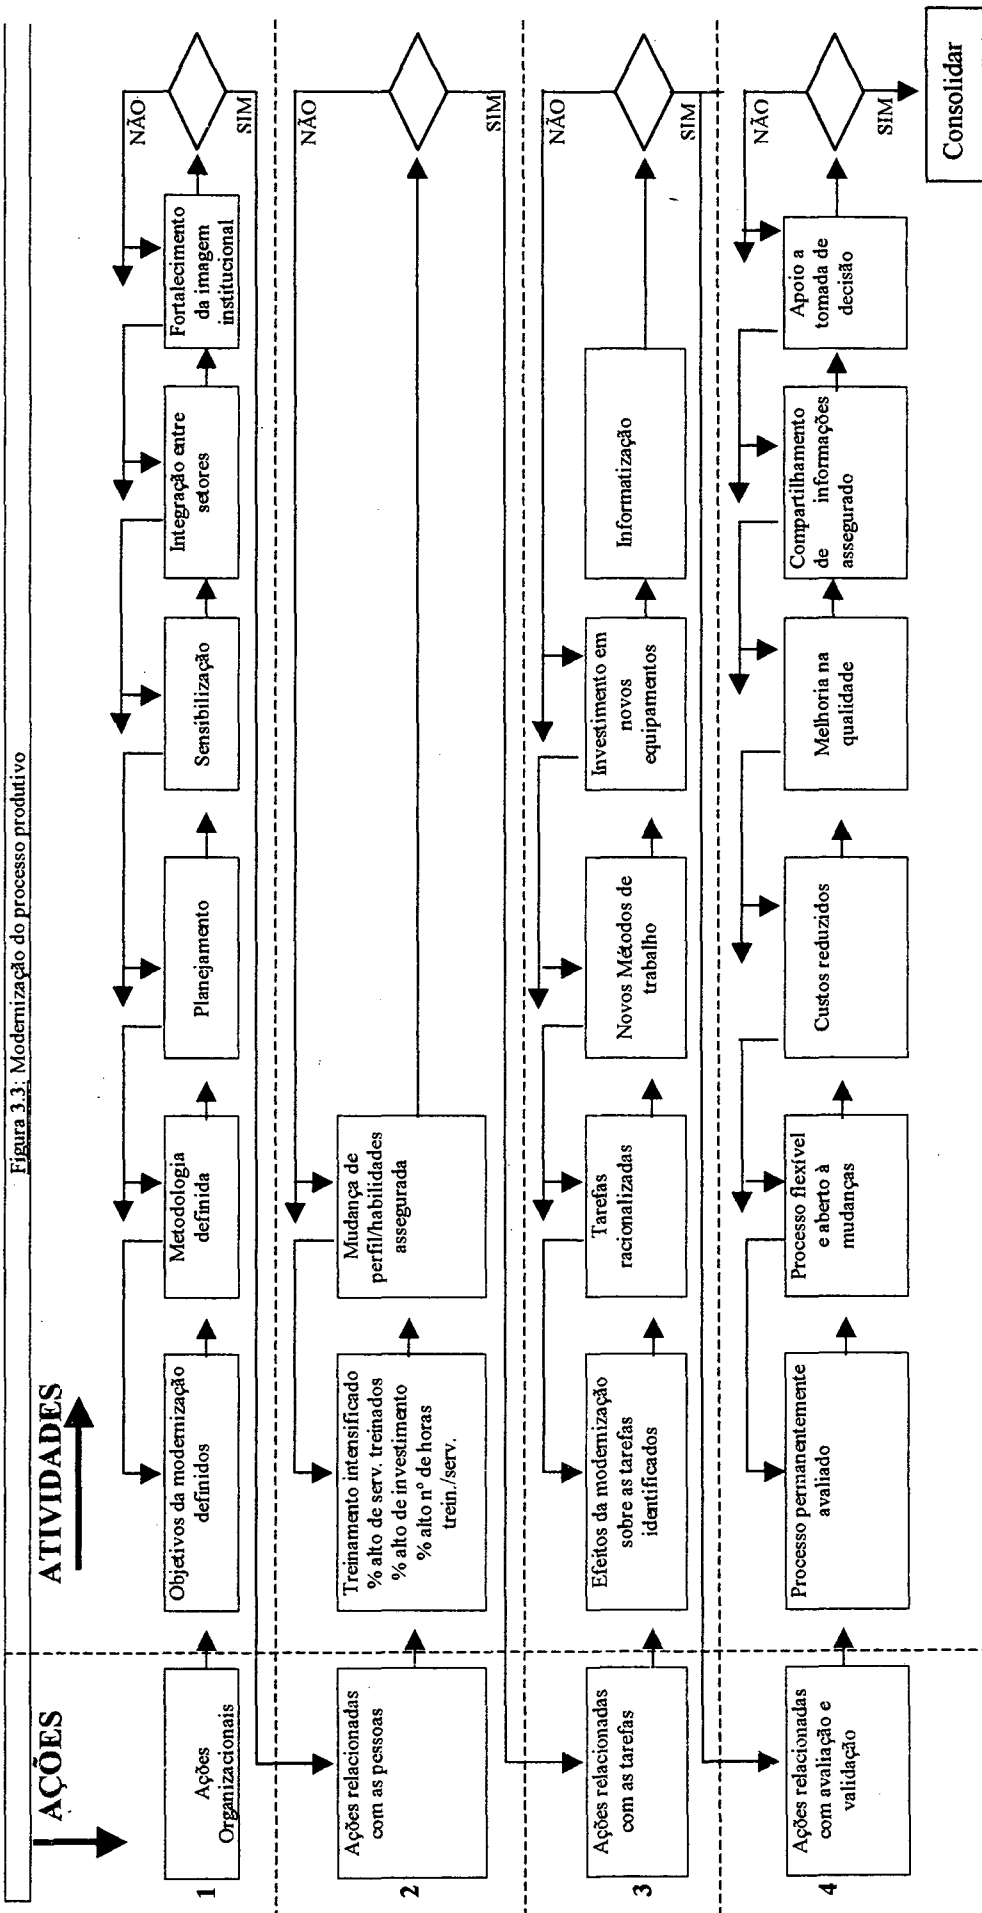 Figura 3.3: Modernização do processo produtivo
AÇÕES
ATIVIDADES
1
Ações
Organizacionais
Objetivos da modernização
definidos
Metodologia
definida
Planejamento
Sensibilização
Integração entre
setores
Fortalecimento
da imagem
institucional
NÃO
SIM
2
Ações relacionadas
com as pessoas
Treinamento intensificado
% alto de serv. treinados
% alto de investimento
% alto nº de horas
trein./serv.
Mudança de
perfil/habilidades
assegurada
NÃO
SIM
3
Ações relacionadas
com as tarefas
Efeitos da modernização
sobre as tarefas
identificados
Tarefas
racionalizadas
Novos Métodos de
trabalho
Investimento em
novos
equipamentos
Informatização
NÃO
SIM
4
Ações relacionadas
com avaliação e
validação
Processo permanentemente
avaliado
Processo flexível
e aberto à
mudanças
Custos reduzidos
Melhoria na
qualidade
Compartilhamento
de informações
assegurado
Apoio a
tomada de
decisão
NÃO
SIM
Consolidar